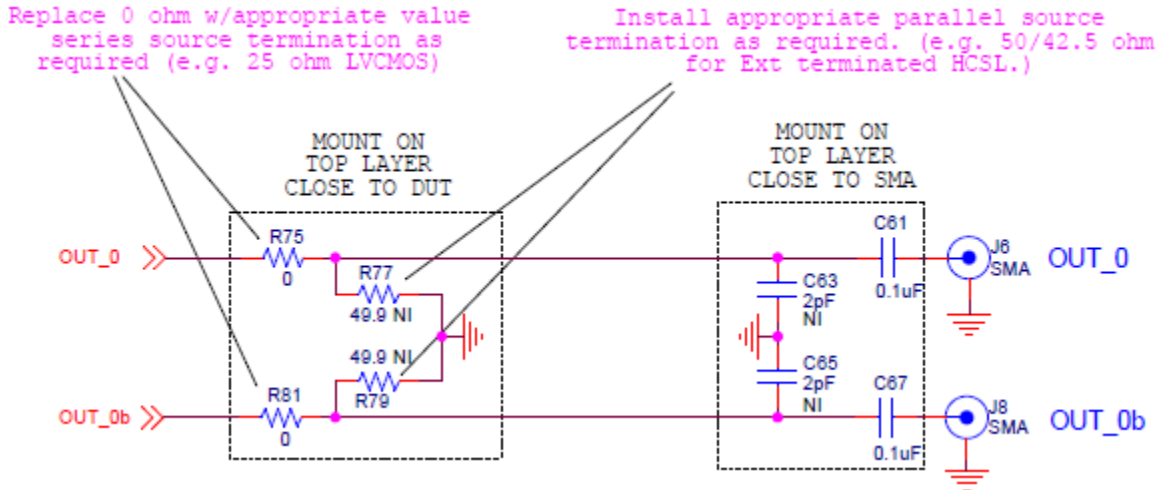 Replace 0 ohm w/appropriate value
series source termination as
required (e.g. 25 ohm LVCMOS)
Install appropriate parallel source
termination as required. (e.g. 50/42.5 ohm
for Ext terminated HCSL.)
MOUNT ON
TOP LAYER
CLOSE TO DUT
MOUNT ON
TOP LAYER
CLOSE TO SMA
OUT_0
R75
0
R77
49.9 NI
49.9 NI
R79
OUT_0b
R81
0
C63
2pF
NI
C65
2pF
NI
C61
0.1uF
J6
SMA
OUT_0
C67
0.1uF
J8
SMA
OUT_0b